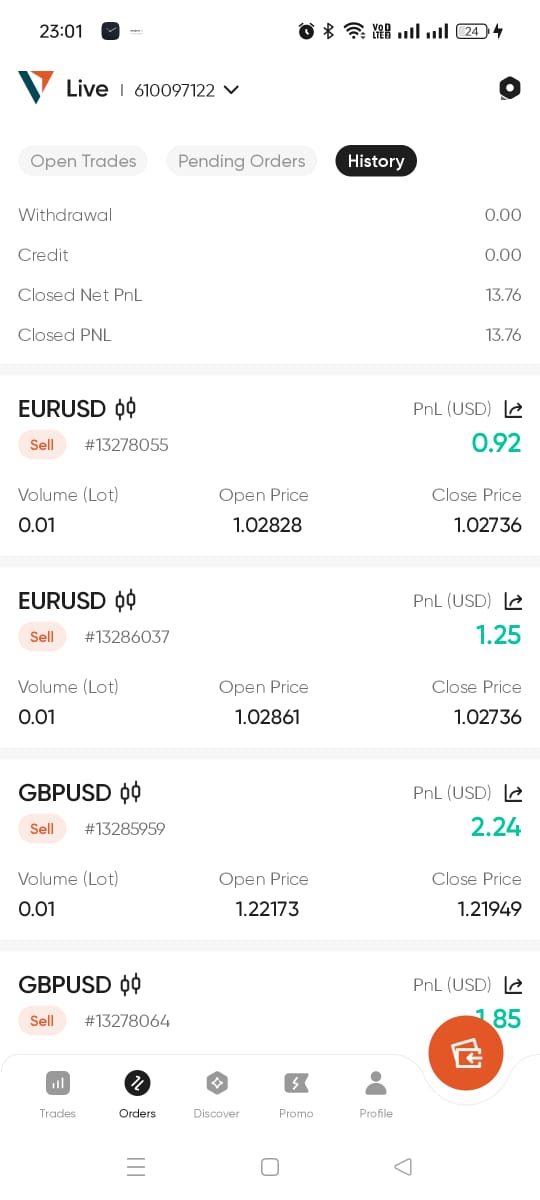 23:01
VoD LTED 24
Live | 610097122
Open Trades Pending Orders History
Withdrawal 0.00
Credit 0.00
Closed Net PnL 13.76
Closed PNL 13.76
EURUSD PnL (USD)
Sell #13278055 0.92
Volume (Lot) Open Price Close Price
0.01 1.02828 1.02736
EURUSD PnL (USD)
Sell #13286037 1.25
Volume (Lot) Open Price Close Price
0.01 1.02861 1.02736
GBPUSD PnL (USD)
Sell #13285959 2.24
Volume (Lot) Open Price Close Price
0.01 1.22173 1.21949
GBPUSD PnL (USD)
Sell #13278064 1.85
Trades Orders Discover Promo Profile